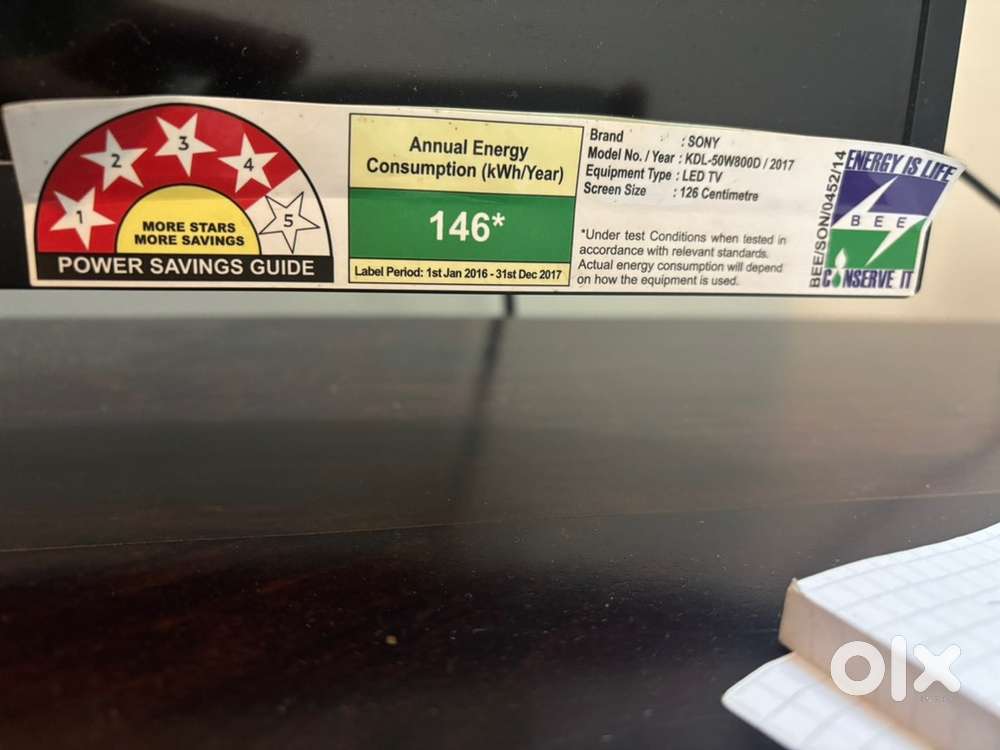 1 2 3 4 5
MORE STARS
MORE SAVINGS
POWER SAVINGS GUIDE
Annual Energy
Consumption (kWh/Year)
146*
Label Period: 1st Jan 2016 - 31st Dec 2017
Brand : SONY
Model No. / Year : KDL-50W800D / 2017
Equipment Type : LED TV
Screen Size : 126 Centimetre
*Under test Conditions when tested in
accordance with relevant standards.
Actual energy consumption will depend
on how the equipment is used.
BEE/SON/0452/14
ENERGY IS LIFE
BEE
CONSERVE IT
olx